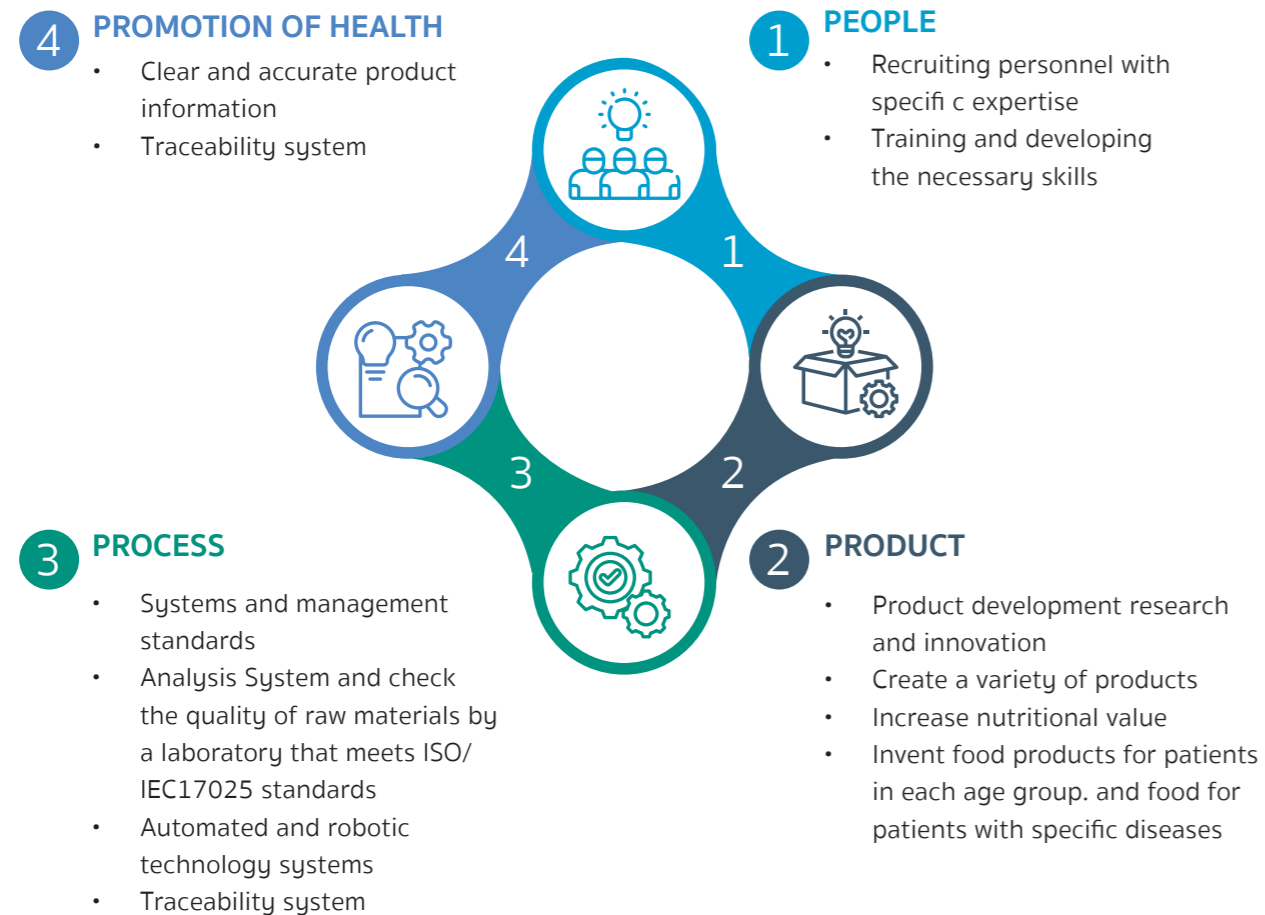 4
PROMOTION OF HEALTH
• Clear and accurate product
information
• Traceability system
1
PEOPLE
• Recruiting personnel with
specifi c expertise
• Training and developing
the necessary skills
4
1
3
2
3
PROCESS
• Systems and management
standards
• Analysis System and check
the quality of raw materials by
a laboratory that meets ISO/
IEC17025 standards
• Automated and robotic
technology systems
• Traceability system
2
PRODUCT
• Product development research
and innovation
• Create a variety of products
• Increase nutritional value
• Invent food products for patients
in each age group. and food for
patients with specific diseases